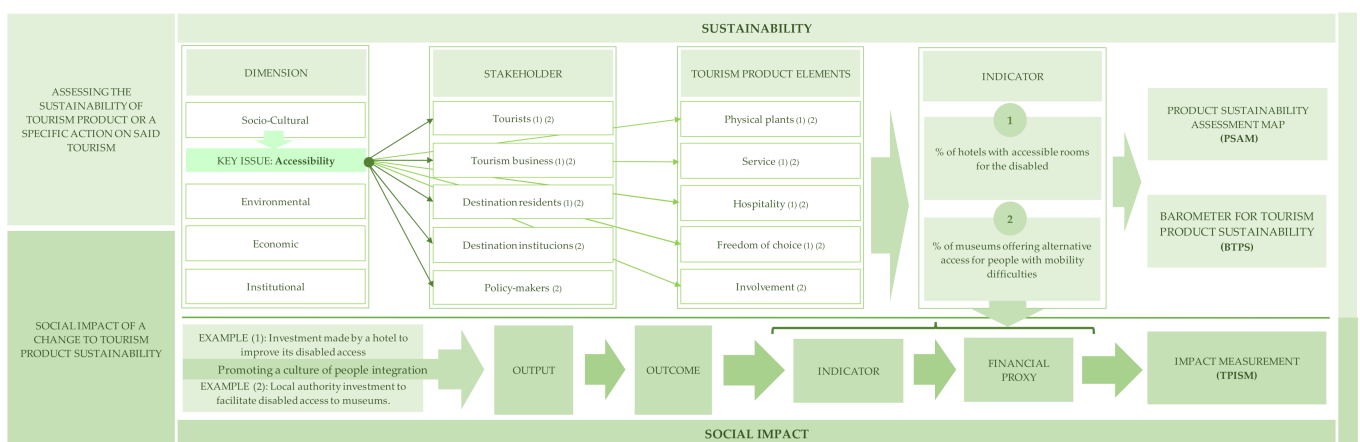 SUSTAINABILITY
ASSESSING THE
SUSTAINABILITY OF
TOURISM PRODUCT OR A
SPECIFIC ACTION ON SAID
TOURISM
DIMENSION
Socio-Cultural
KEY ISSUE: Accessibility
Environmental
Economic
Institutional
STAKEHOLDER
Tourists (1) (2)
Tourism business (1) (2)
Destination residents (1) (2)
Destination institucions (2)
Policy-makers (2)
TOURISM PRODUCT ELEMENTS
Physical plants (1) (2)
Service (1) (2)
Hospitality (1) (2)
Freedom of choice (1) (2)
Involvement (2)
INDICATOR
1
% of hotels with accessible rooms
for the disabled
2
% of museums offering alternative
access for people with mobility
difficulties
PRODUCT SUSTAINABILITY
ASSESSMENT MAP
(PSAM)
BAROMETER FOR TOURISM
PRODUCT SUSTAINABILITY
(BTPS)
SOCIAL IMPACT OF A
CHANGE TO TOURISM
PRODUCT SUSTAINABILITY
EXAMPLE (1): Investment made by a hotel to
improve its disabled access
Promoting a culture of people integration
EXAMPLE (2): Local authority investment to
facilitate disabled access to museums.
OUTPUT
OUTCOME
INDICATOR
FINANCIAL
PROXY
IMPACT MEASUREMENT
(TPISM)
SOCIAL IMPACT